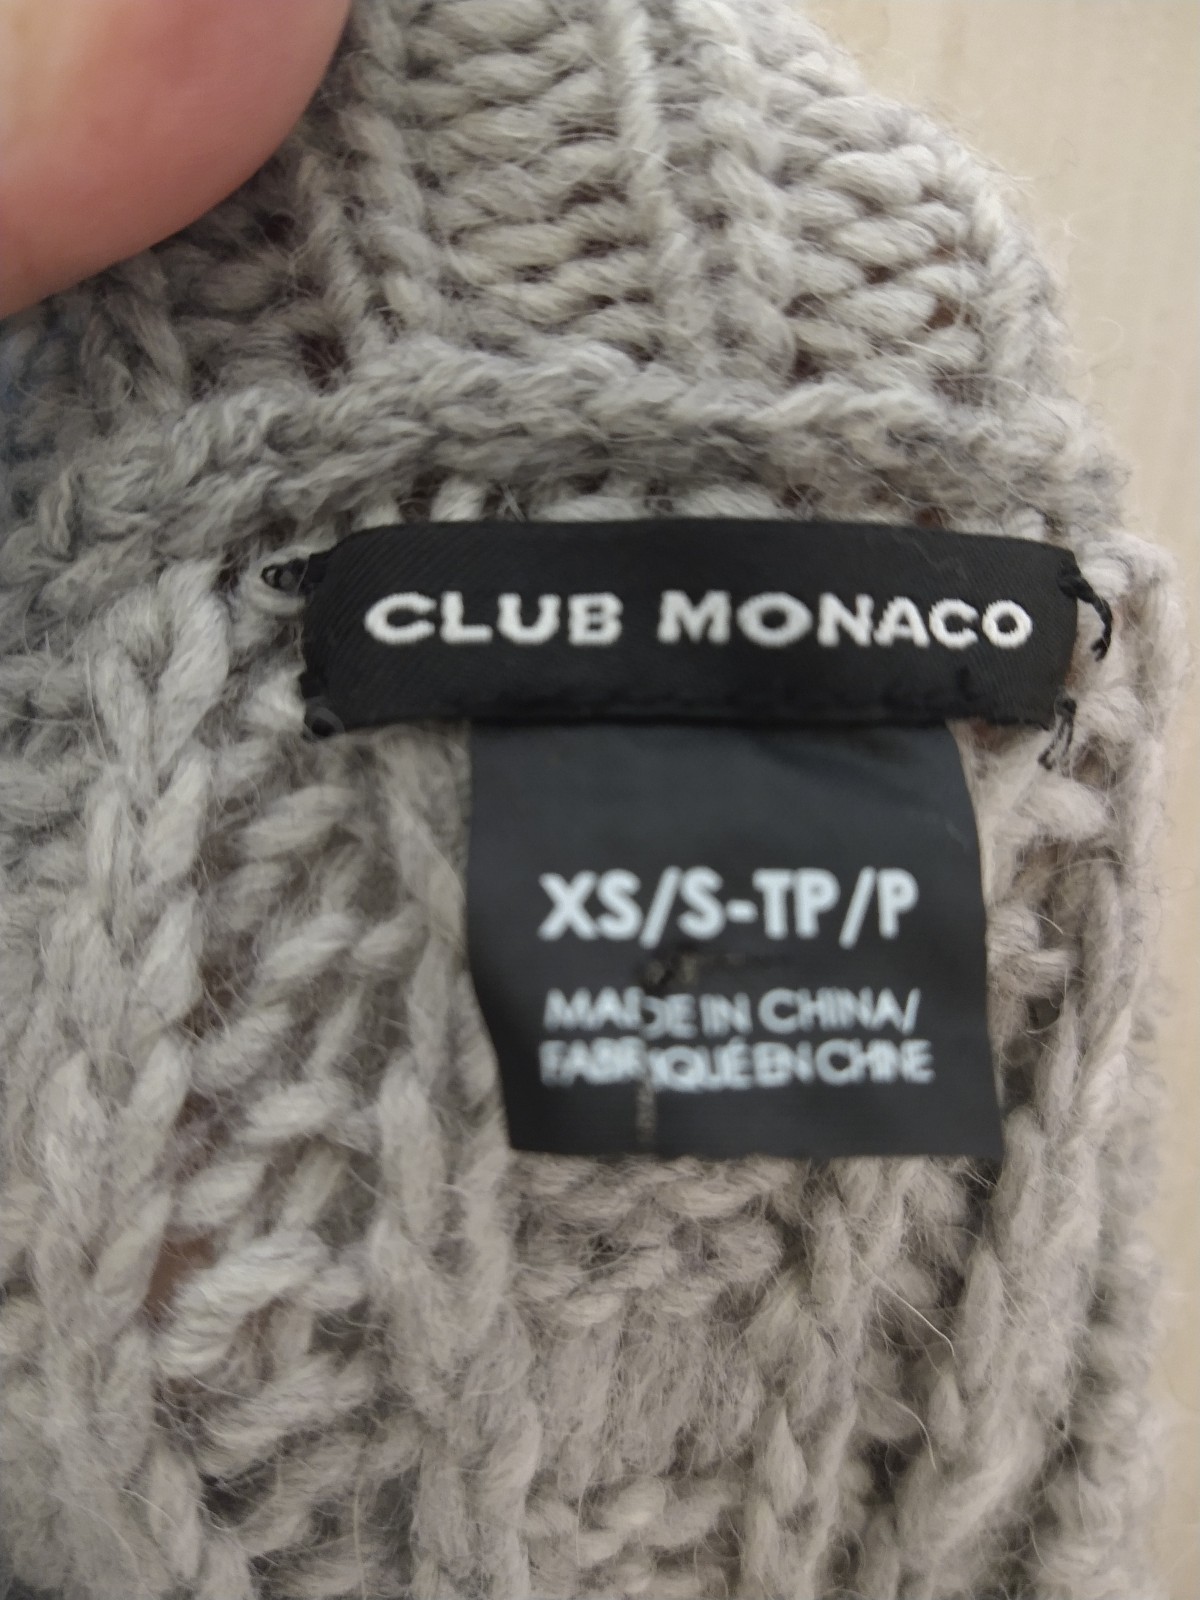 CLUB MONACO
XS/S-TP/P
MADE IN CHINA/
FABRIQUÉ EN CHINE